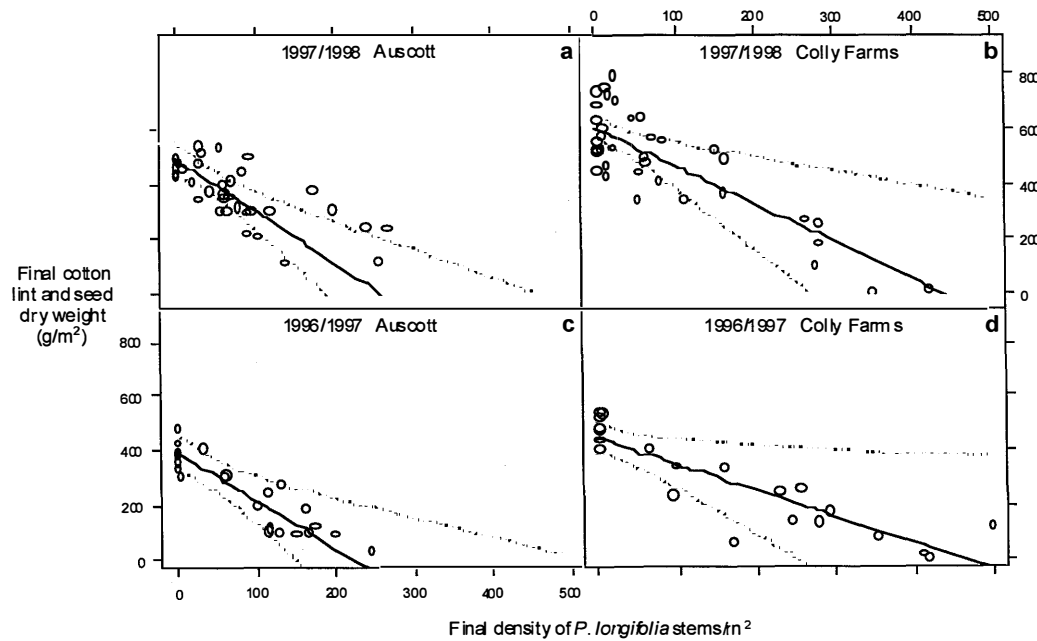 0 100 200 300 400 500
1997/1998 Auscott a
1997/1998 Colly Farms b
800
600
400
200
0
Final cotton
lint and seed
dry weight
(g/m²)
1996/1997 Auscott c
1996/1997 Colly Farms d
800
600
400
200
0
0 100 200 300 400 500
Final density of P. longifolia stems/rn²